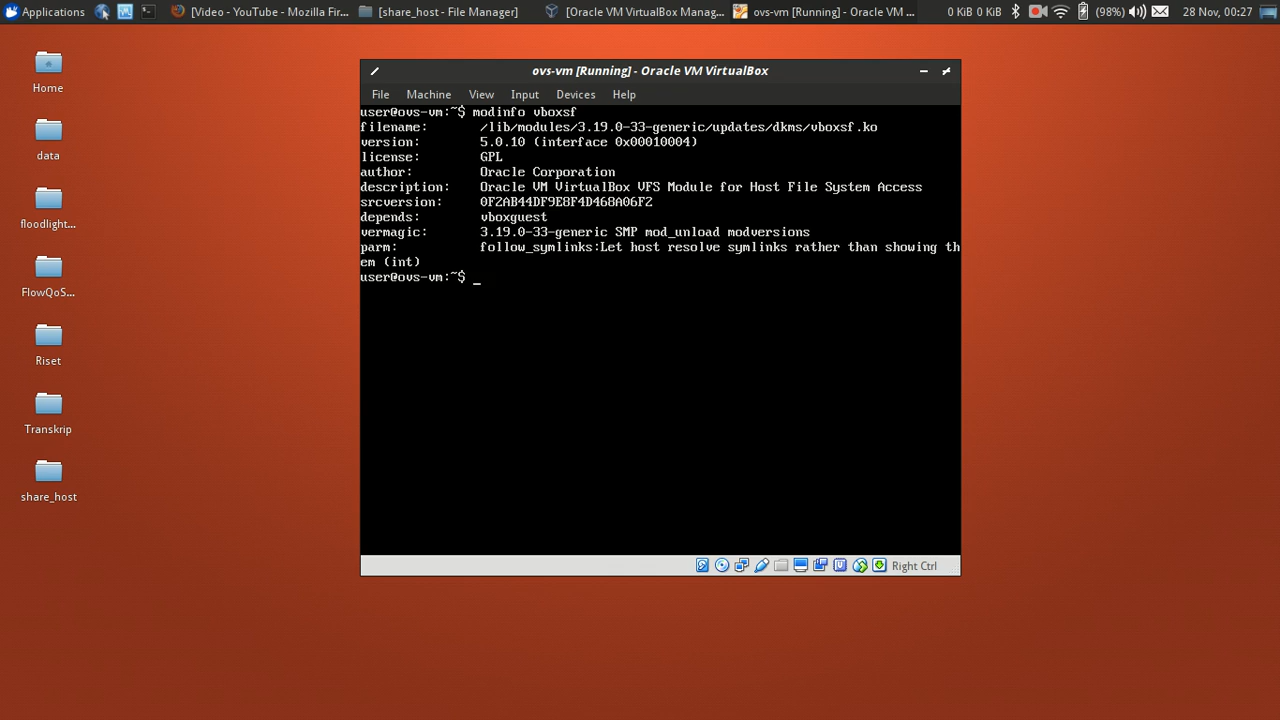 Applications [Video - YouTube - Mozilla Fir... [share_host - File Manager] [Oracle VM VirtualBox Manag... ovs-vm [Running] - Oracle VM ... 0 KiB 0 KiB (98%) 28 Nov, 00:27
Home
data
floodlight...
FlowQoS...
Riset
Transkrip
share_host
ovs-vm [Running] - Oracle VM VirtualBox
File Machine View Input Devices Help
user@ovs-vm:~$ modinfo vboxsf
filename: /lib/modules/3.19.0-33-generic/updates/dkms/vboxsf.ko
version: 5.0.10 (interface 0x00010004)
license: GPL
author: Oracle Corporation
description: Oracle VM VirtualBox VFS Module for Host File System Access
srcversion: 0F2AB44DF9E8F4D468A06F2
depends: vboxguest
vermagic: 3.19.0-33-generic SMP mod_unload modversions
parm: follow_symlinks:Let host resolve symlinks rather than showing th
em (int)
user@ovs-vm:~$ _
Right Ctrl